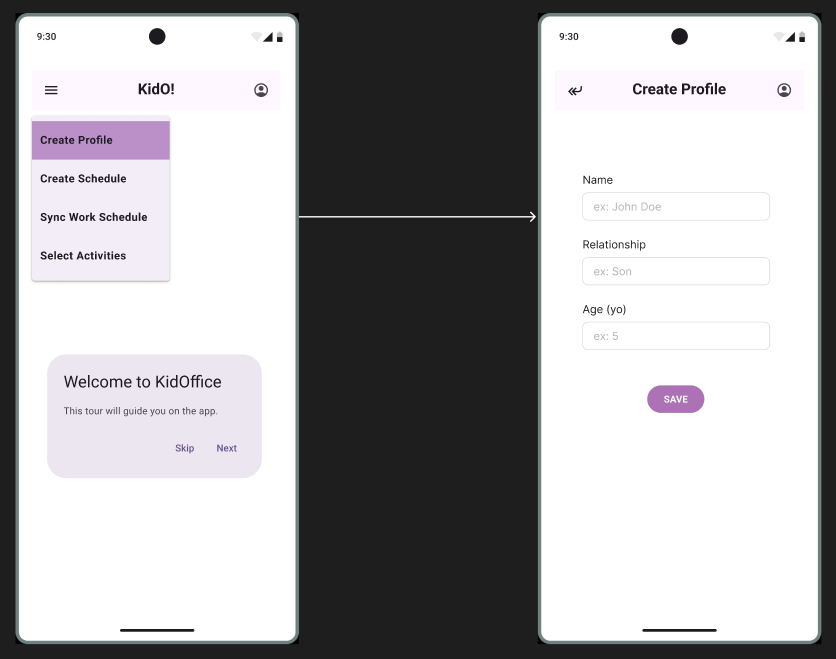 9:30
KidO!
Create Profile
Create Schedule
Sync Work Schedule
Select Activities
Welcome to KidOffice
This tour will guide you on the app.
Skip Next
9:30
Create Profile
Name
ex: John Doe
Relationship
ex: Son
Age (yo)
ex: 5
SAVE